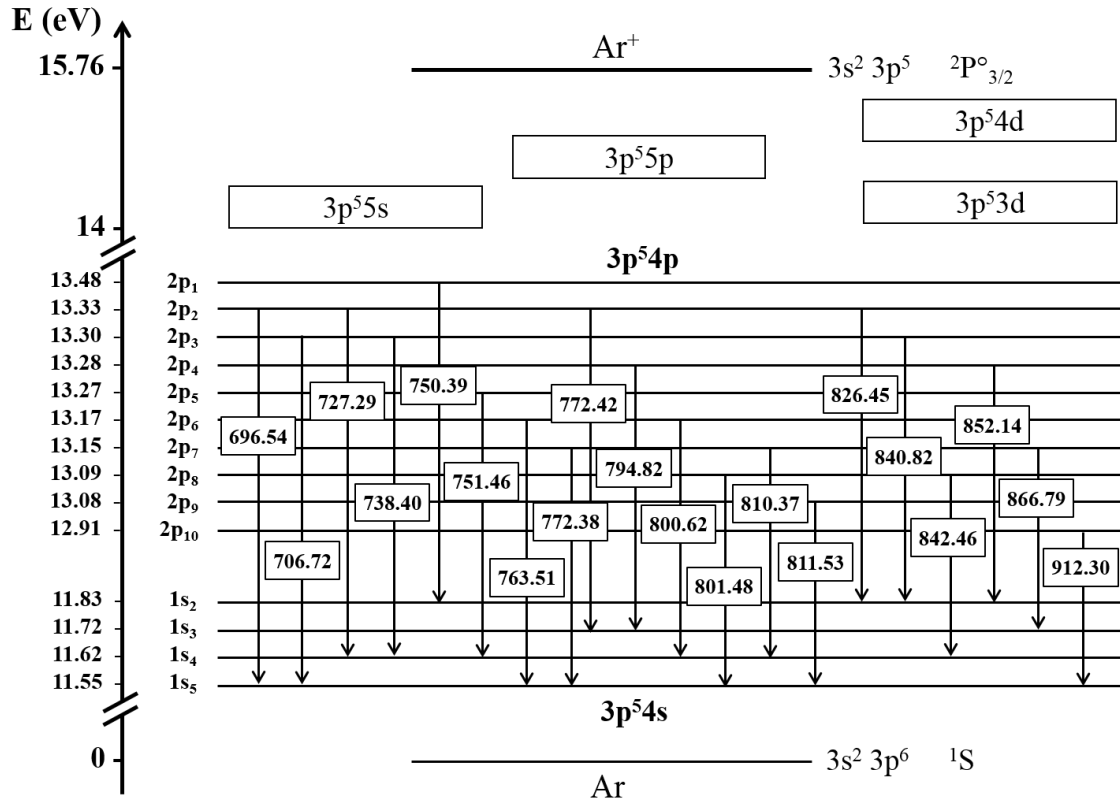 E (eV)
15.76
Ar⁺
3s² 3p⁵ ²P°₃/₂
3p⁵4d
3p⁵5p
3p⁵5s
3p⁵3d
14
3p⁵4p
13.48 2p₁
13.33 2p₂
13.30 2p₃
13.28 2p₄
13.27 2p₅
13.17 2p₆
13.15 2p₇
13.09 2p₈
13.08 2p₉
12.91 2p₁₀
696.54
706.72
727.29
738.40
750.39
751.46
763.51
772.38
772.42
794.82
800.62
801.48
810.37
811.53
826.45
840.82
842.46
852.14
866.79
912.30
11.83 1s₂
11.72 1s₃
11.62 1s₄
11.55 1s₅
3p⁵4s
0
3s² 3p⁶ ¹S
Ar